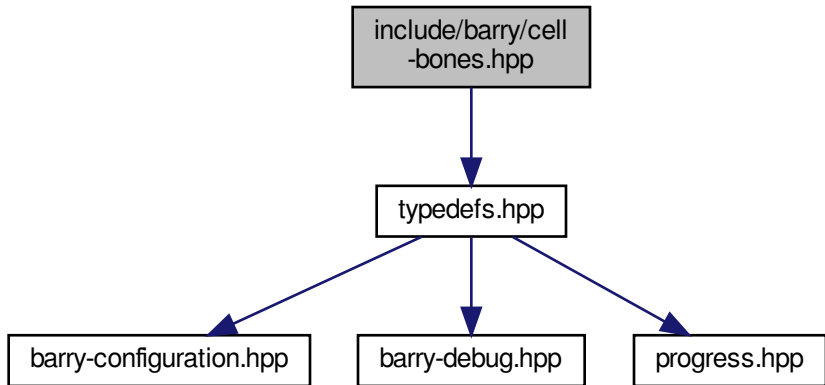 include/barry/cell
-bones.hpp
typedefs.hpp
barry-configuration.hpp
barry-debug.hpp
progress.hpp